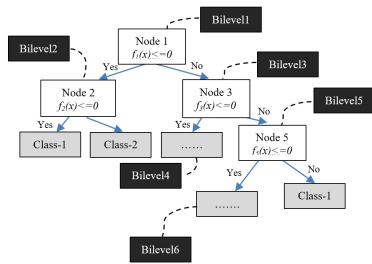 Bilevel1
Node 1
f₁(x)<=0
Bilevel2
Yes
No
Bilevel3
Node 2
f₂(x)<=0
Node 3
f₃(x)<=0
Bilevel5
Yes
Yes
No
Class-1
Class-2
......
Node 5
f₅(x)<=0
Bilevel4
Yes
No
.......
Class-1
Bilevel6